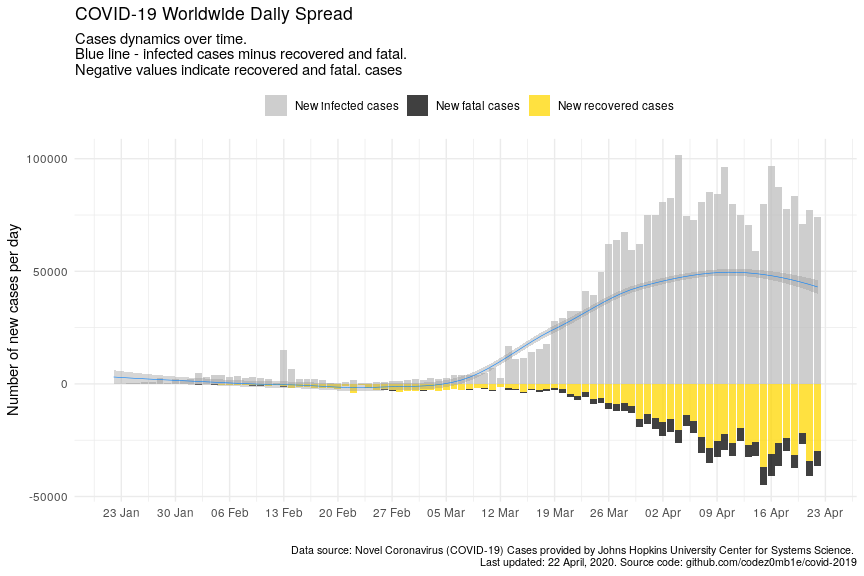 COVID-19 Worldwide Daily Spread
Cases dynamics over time.
Blue line - infected cases minus recovered and fatal.
Negative values indicate recovered and fatal. cases
New infected cases New fatal cases New recovered cases
Number of new cases per day
100000
50000
0
-50000
23 Jan 30 Jan 06 Feb 13 Feb 20 Feb 27 Feb 05 Mar 12 Mar 19 Mar 26 Mar 02 Apr 09 Apr 16 Apr 23 Apr
Data source: Novel Coronavirus (COVID-19) Cases provided by Johns Hopkins University Center for Systems Science.
Last updated: 22 April, 2020. Source code: github.com/codez0mb1e/covid-2019